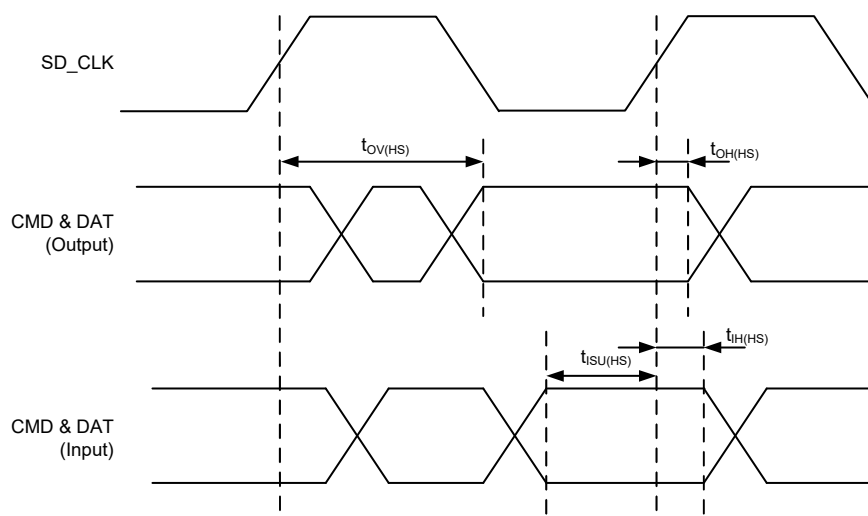 SD_CLK
tOV(HS)
tOH(HS)
CMD & DAT
(Output)
tIH(HS)
tISU(HS)
CMD & DAT
(Input)